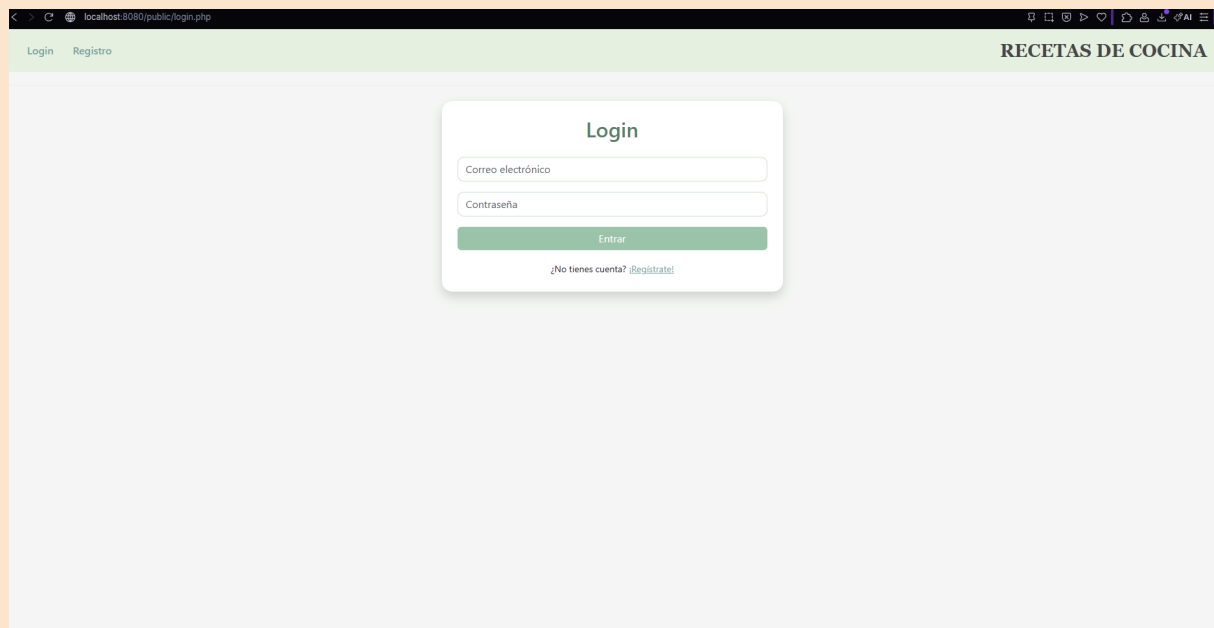 localhost:8080/public/login.php
AI
Login Registro RECETAS DE COCINA
Login
Correo electrónico
Contraseña
Entrar
¿No tienes cuenta? ¡Regístrate!